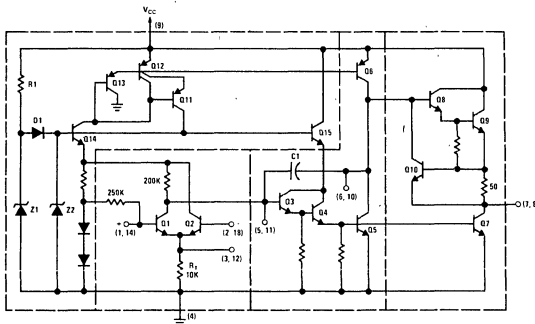 VCC
(9)
R1
Q12
Q6
Q13
Q11
Q8
Q9
D1
Q14
Q15
C1
Q10
200K
50
250K
(6, 10)
(7, 8
Z1
Z2
+
(1, 14)
Q1
Q2
-
(2 18)
Q3
Q4
Q5
Q7
(5, 11)
(3, 12)
R1
10K
(4)